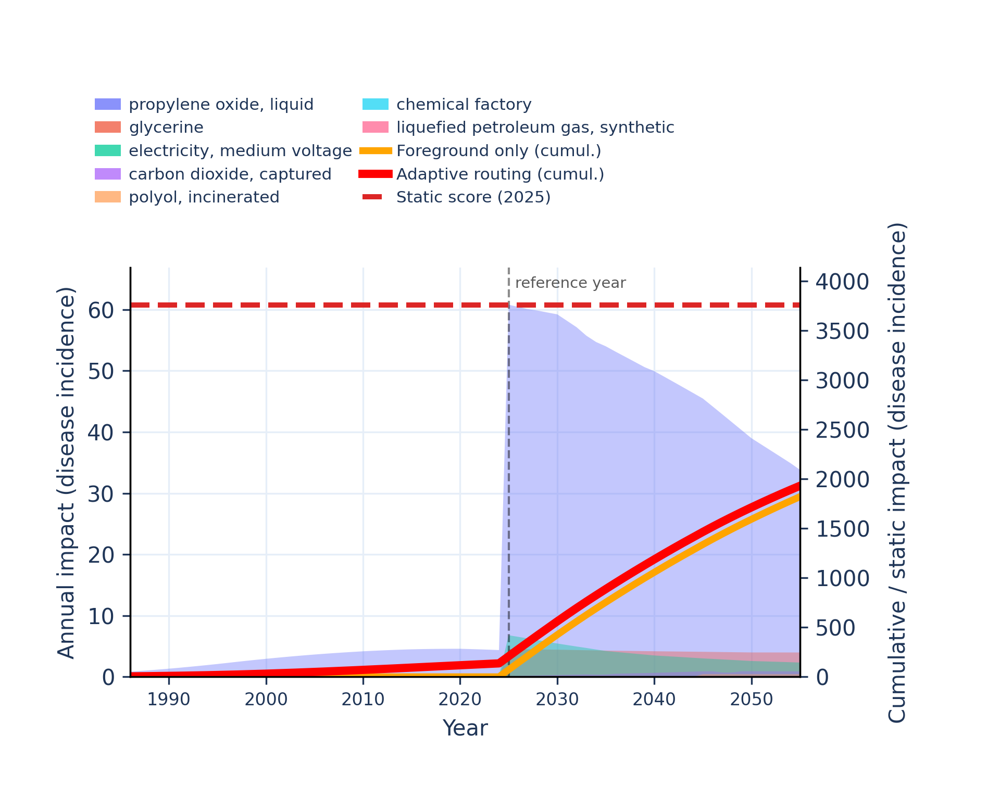 propylene oxide, liquid
glycerine
electricity, medium voltage
carbon dioxide, captured
polyol, incinerated
chemical factory
liquefied petroleum gas, synthetic
Foreground only (cumul.)
Adaptive routing (cumul.)
Static score (2025)
reference year
Annual impact (disease incidence)
60
50
40
30
20
10
0
4000
3500
3000
2500
2000
1500
1000
500
0
Cumulative / static impact (disease incidence)
1990 2000 2010 2020 2030 2040 2050
Year